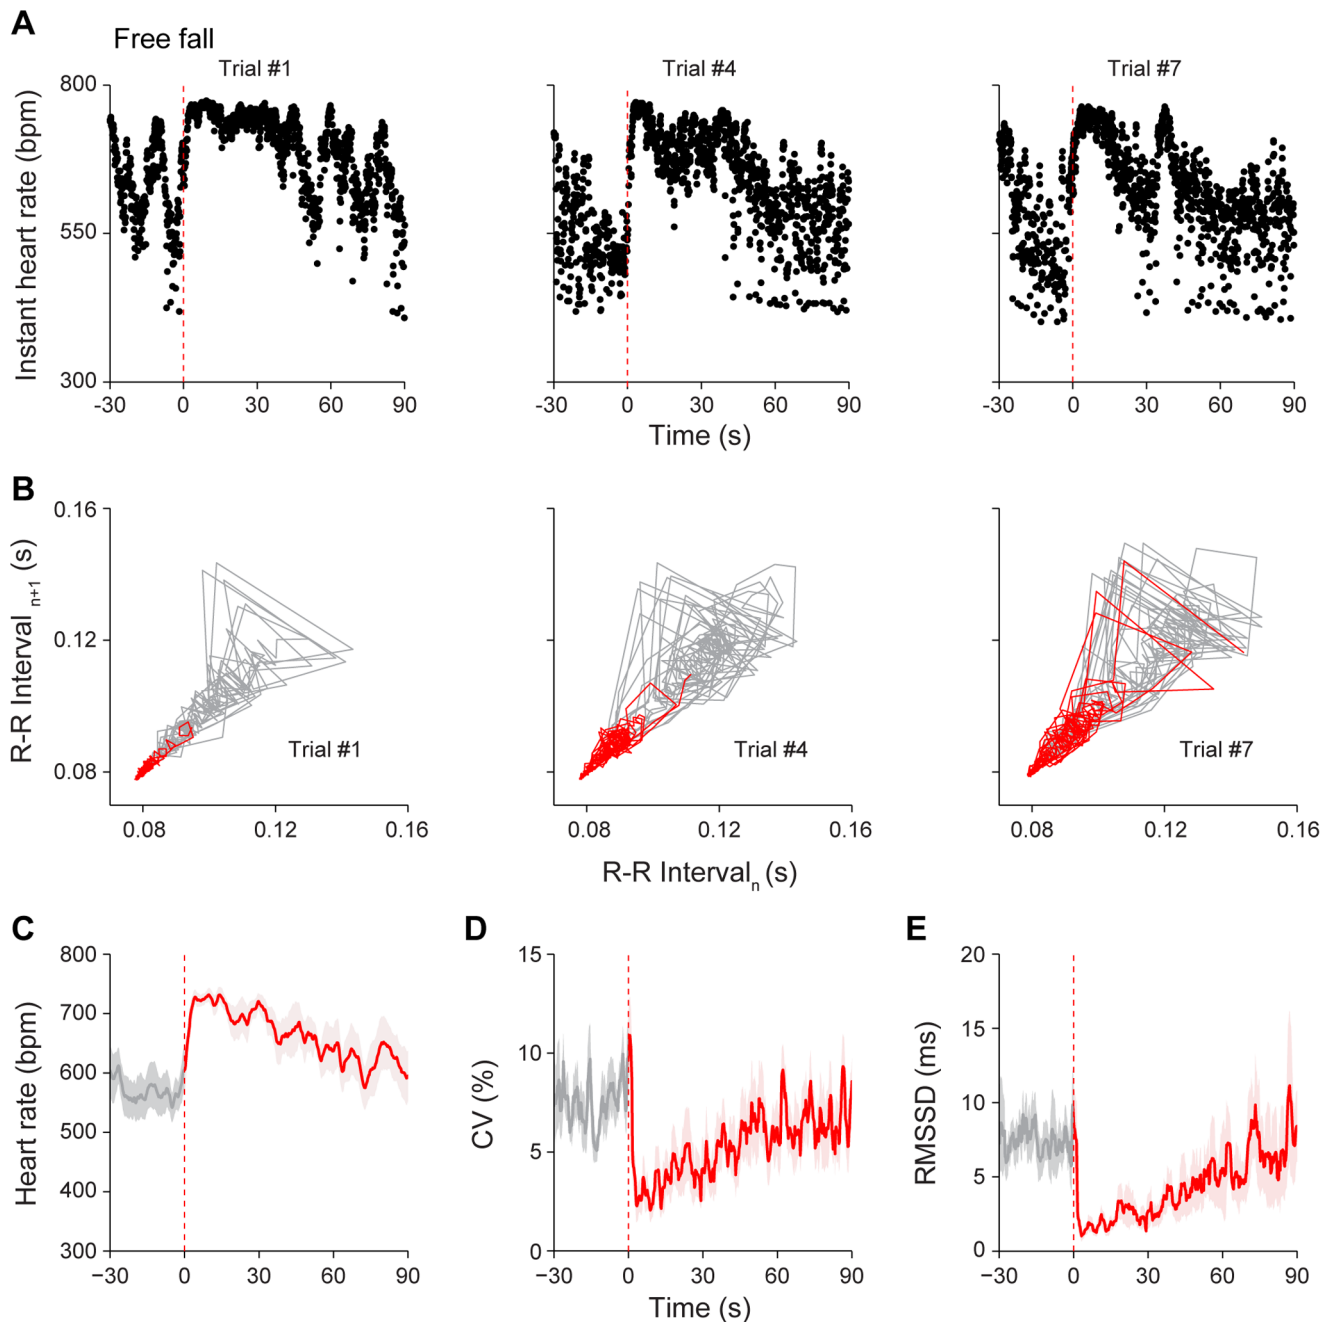 A
Free fall
Trial #1
Trial #4
Trial #7
Instant heart rate (bpm)
800
550
300
-30 0 30 60 90
-30 0 30 60 90
-30 0 30 60 90
Time (s)
B
R-R Interval n+1 (s)
0.16
0.12
0.08
Trial #1
Trial #4
Trial #7
0.08 0.12 0.16
0.08 0.12 0.16
0.08 0.12 0.16
R-R Interval n (s)
C
Heart rate (bpm)
800
700
600
500
400
300
−30 0 30 60 90
D
CV (%)
15
10
5
0
−30 0 30 60 90
Time (s)
E
RMSSD (ms)
20
15
10
5
0
−30 0 30 60 90